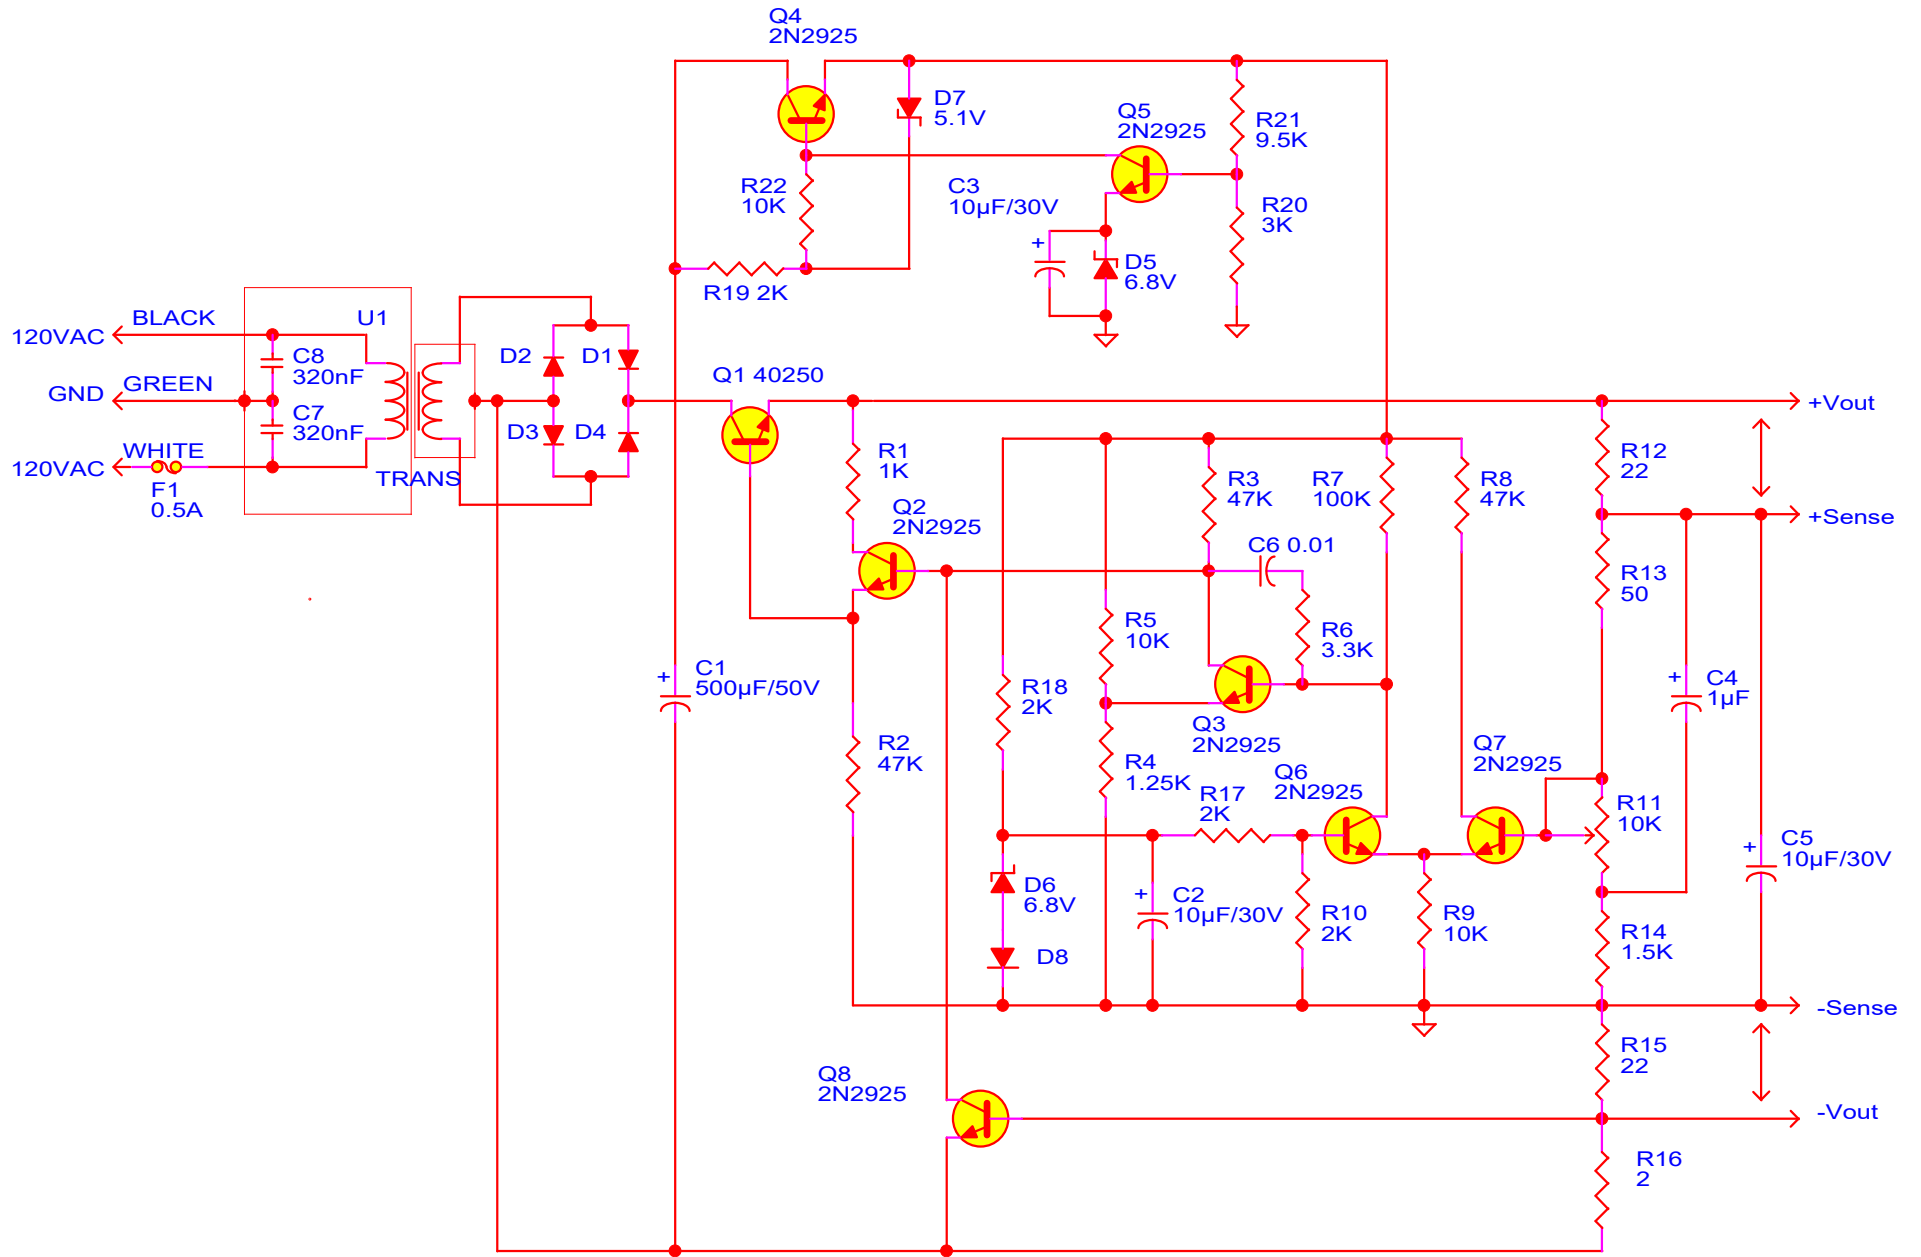 Q4
2N2925
D7
5.1V
Q5
2N2925
R21
9.5K
R22
10K
C3
10µF/30V
R20
3K
+
D5
6.8V
R19 2K
120VAC
BLACK
U1
C8
320nF
D2
D1
GND
GREEN
Q1 40250
+Vout
C7
320nF
D3
D4
120VAC
WHITE
F1
0.5A
TRANS
R1
1K
R3
47K
R7
100K
R8
47K
R12
22
Q2
2N2925
+Sense
C6 0.01
R13
50
R5
10K
R6
3.3K
+
C1
500µF/50V
R18
2K
+
C4
1µF
Q3
2N2925
R2
47K
R4
1.25K
Q7
2N2925
Q6
2N2925
R17
2K
R11
10K
+
C5
10µF/30V
D6
6.8V
+
C2
10µF/30V
R10
2K
R9
10K
R14
1.5K
D8
-Sense
R15
22
Q8
2N2925
-Vout
R16
2